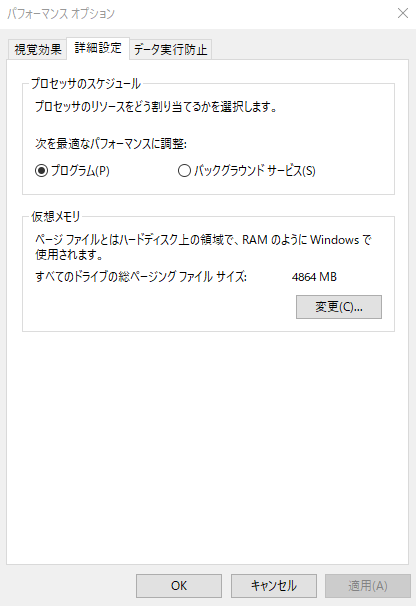 パフォーマンス オプション
視覚効果 詳細設定 データ実行防止
プロセッサのスケジュール
プロセッサのリソースをどう割り当てるかを選択します。
次を最適なパフォーマンスに調整:
プログラム(P) バックグラウンド サービス(S)
仮想メモリ
ページ ファイルとはハードディスク上の領域で、RAM のように Windows で
使用されます。
すべてのドライブの総ページング ファイル サイズ: 4864 MB
変更(C)...
OK キャンセル 適用(A)